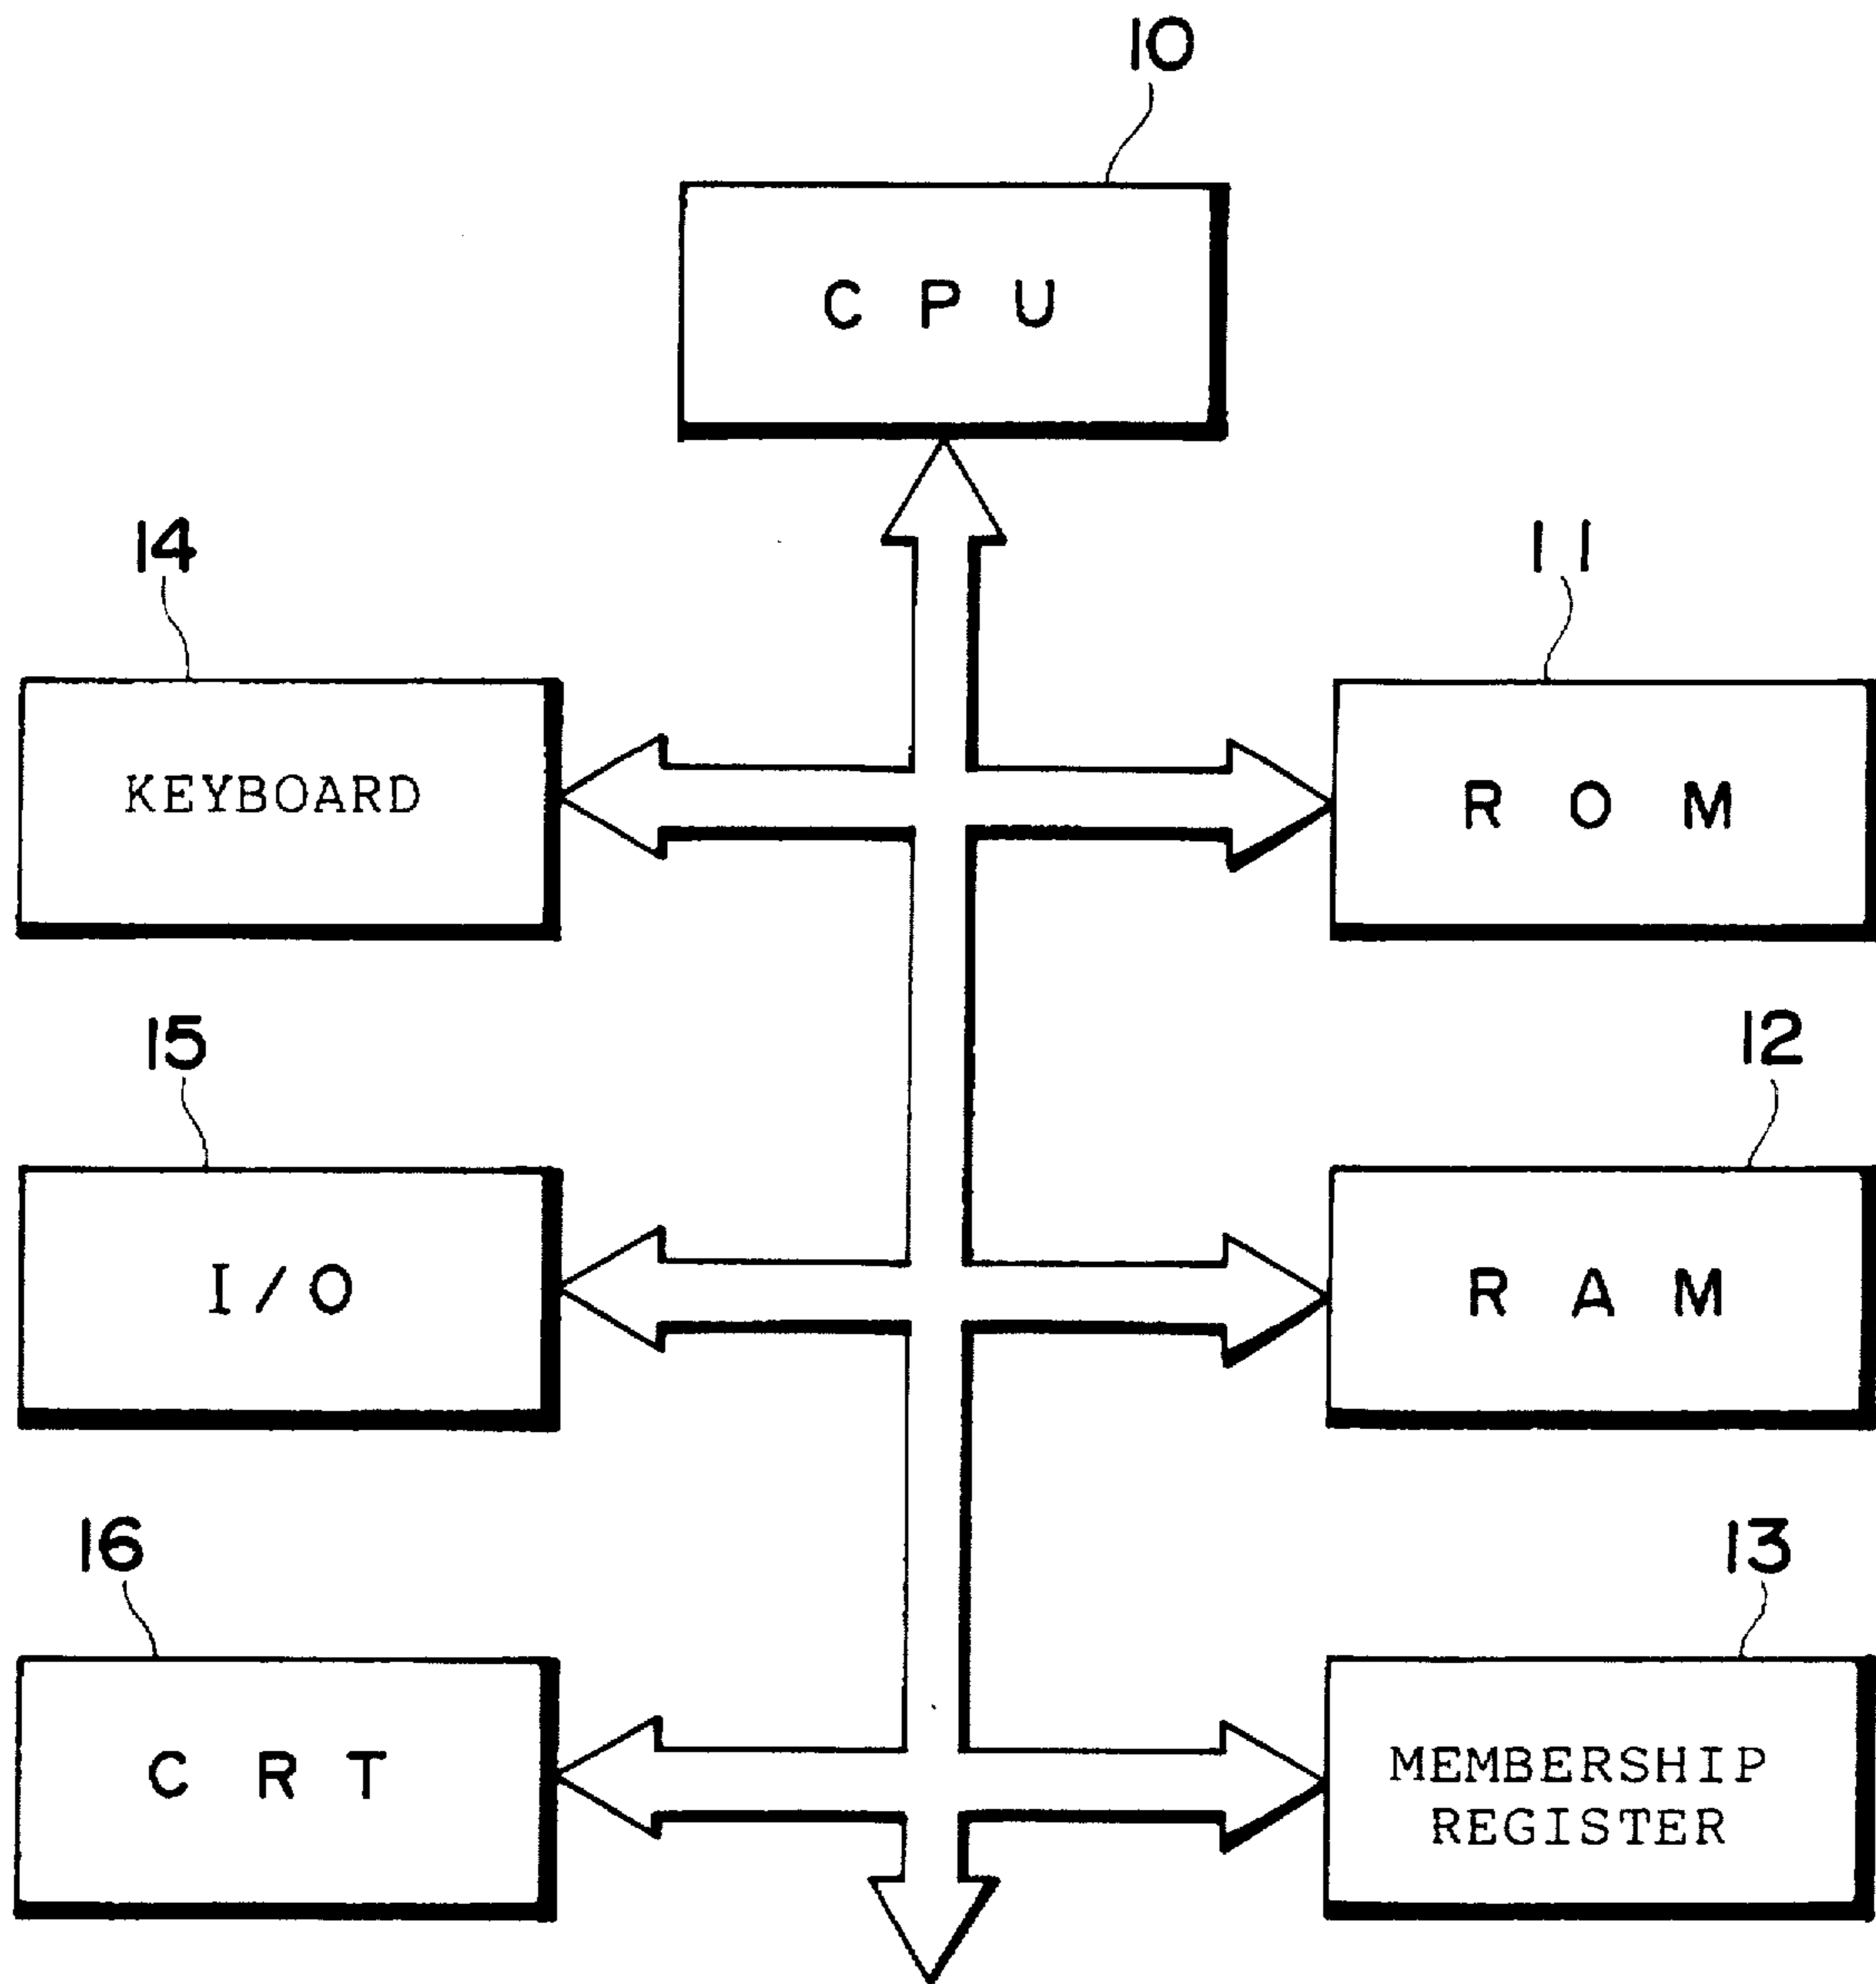 10
C P U
14
11
KEYBOARD
R O M
15
12
I/O
R A M
16
13
C R T
MEMBERSHIP
REGISTER